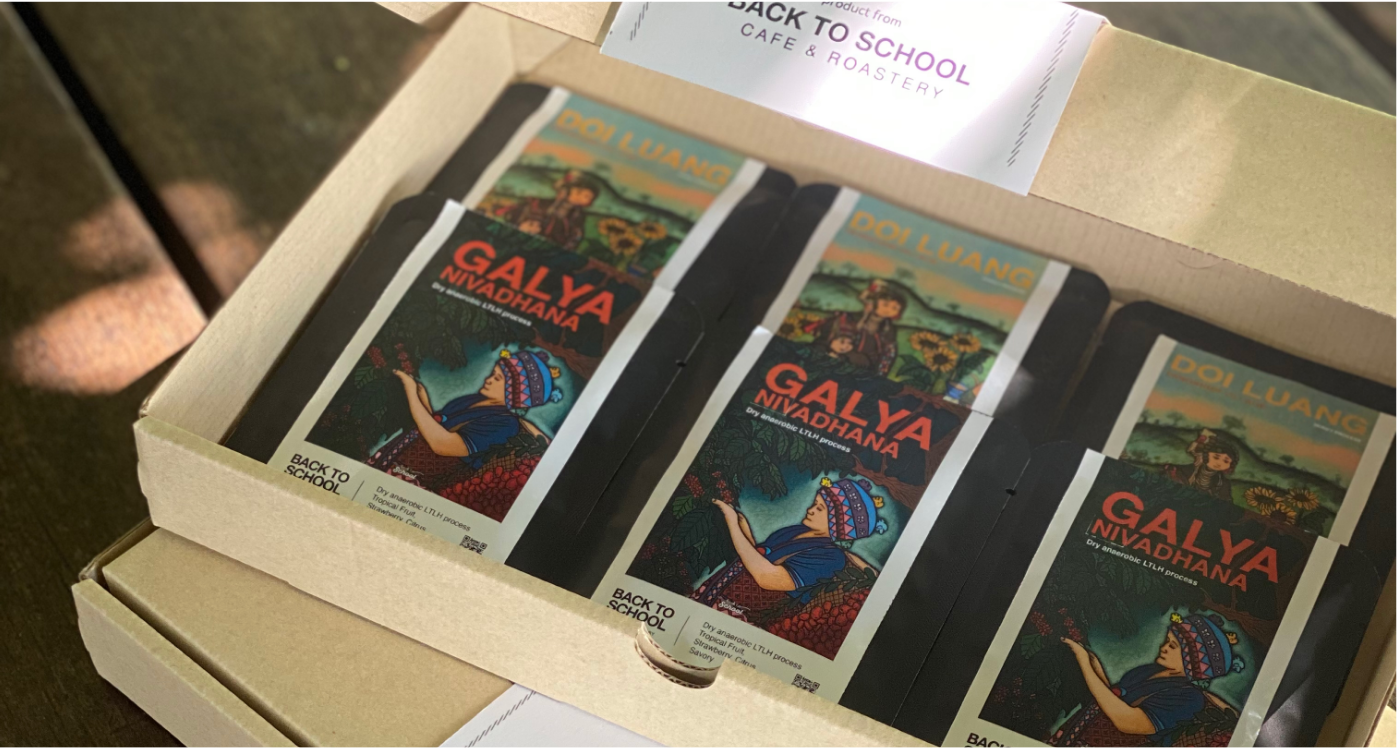 product from
BACK TO SCHOOL
CAFE & ROASTERY
DOI LUANG
DOI LUANG
DOI LUANG
GALYA
NIVADHANA
Dry anaerobic LTLH process
BACK TO
SCHOOL
Dry anaerobic LTLH process
Tropical Fruit,
Strawberry, Citrus
GALYA
NIVADHANA
Dry anaerobic LTLH process
BACK TO
SCHOOL
Dry anaerobic LTLH process
Tropical Fruit,
Strawberry, Citrus
Savory
GALYA
NIVADHANA
Dry anaerobic LTLH process
BACK TO